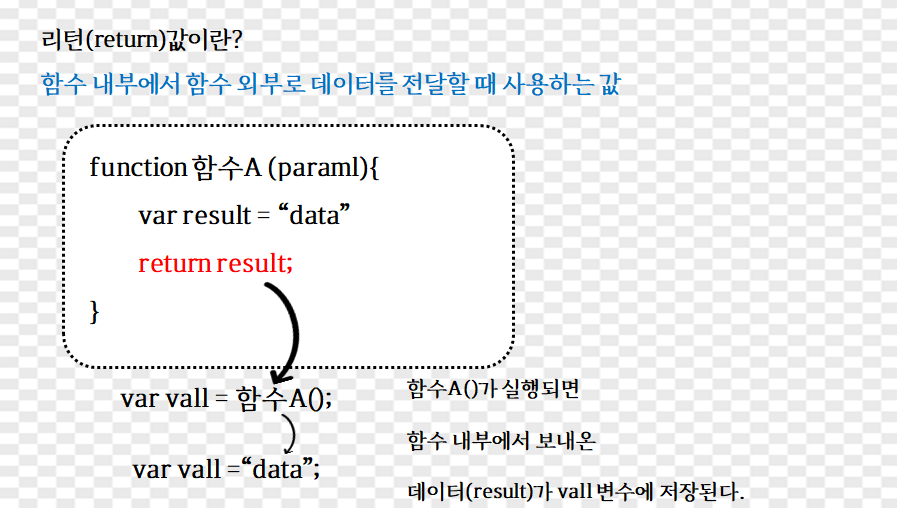 리턴(return)값이란?
함수 내부에서 함수 외부로 데이터를 전달할 때 사용하는 값
function 함수A (paraml){
var result = “data”
return result;
}
var vall = 함수A();
함수A()가 실행되면
함수 내부에서 보내온
var vall =“data”;
데이터(result)가 vall 변수에 저장된다.